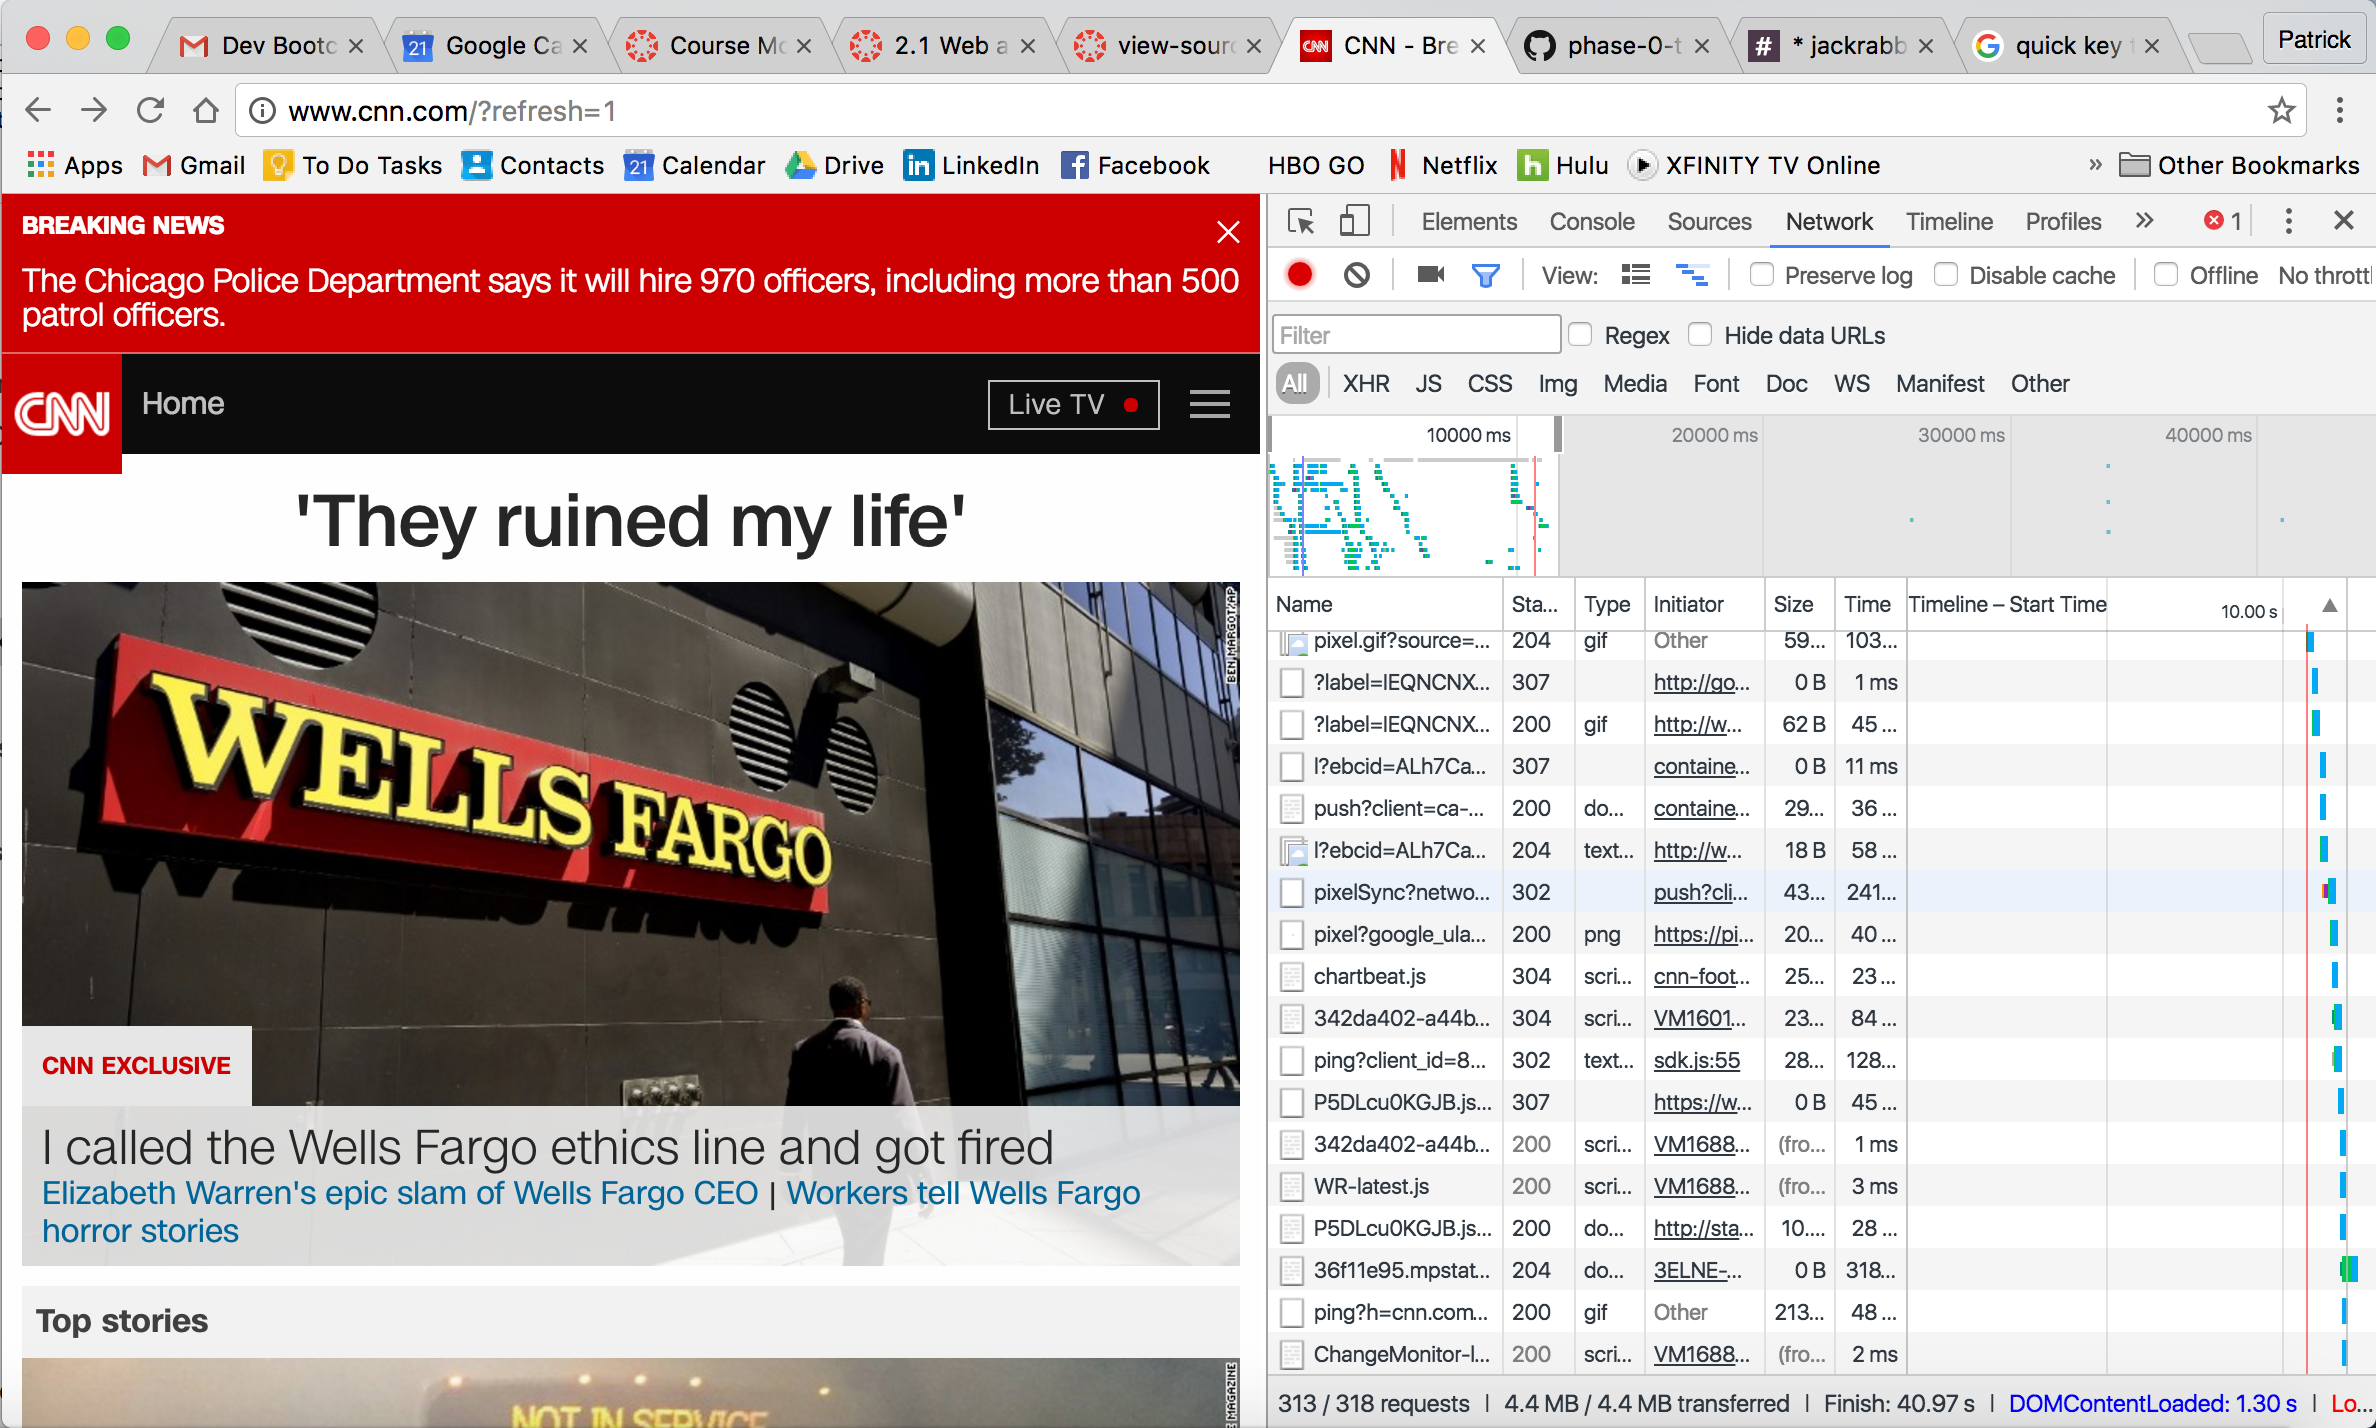 Dev Bootc
21 Google Ca
Course Mo
2.1 Web a
view-sour
CNN CNN - Bre
phase-0-t
# * jackrabb
quick key
Patrick
www.cnn.com/?refresh=1
Apps Gmail To Do Tasks Contacts 21 Calendar Drive in LinkedIn Facebook HBO GO Netflix h Hulu XFINITY TV Online » Other Bookmarks
BREAKING NEWS
The Chicago Police Department says it will hire 970 officers, including more than 500
patrol officers.
CNN Home Live TV
'They ruined my life'
BEN MARGOT/AP
WELLS FARGO
CNN EXCLUSIVE
I called the Wells Fargo ethics line and got fired
Elizabeth Warren's epic slam of Wells Fargo CEO | Workers tell Wells Fargo
horror stories
Top stories
NOT IN SERVICE
MAGAZINE
Elements Console Sources Network Timeline Profiles » 1
View: Preserve log Disable cache Offline No thrott
Filter Regex Hide data URLs
All XHR JS CSS Img Media Font Doc WS Manifest Other
10000 ms 20000 ms 30000 ms 40000 ms
Name Sta... Type Initiator Size Time Timeline – Start Time 10.00 s
pixel.gif?source=... 204 gif Other 59... 103...
?label=IEQNCNX... 307 http://go... 0 B 1 ms
?label=IEQNCNX... 200 gif http://w... 62 B 45 ...
l?ebcid=ALh7Ca... 307 containe... 0 B 11 ms
push?client=ca-... 200 do... containe... 29... 36 ...
l?ebcid=ALh7Ca... 204 text... http://w... 18 B 58 ...
pixelSync?netwo... 302 push?cli... 43... 241...
pixel?google_ula... 200 png https://pi... 20... 40 ...
chartbeat.js 304 scri... cnn-foot... 25... 23 ...
342da402-a44b... 304 scri... VM1601... 23... 84 ...
ping?client_id=8... 302 text... sdk.js:55 28... 128...
P5DLcu0KGJB.js... 307 https://w... 0 B 45 ...
342da402-a44b... 200 scri... VM1688... (fro... 1 ms
WR-latest.js 200 scri... VM1688... (fro... 3 ms
P5DLcu0KGJB.js... 200 do... http://sta... 10.... 28 ...
36f11e95.mpstat... 204 do... 3ELNE-... 0 B 318...
ping?h=cnn.com... 200 gif Other 213... 48 ...
ChangeMonitor-l... 200 scri... VM1688... (fro... 2 ms
313 / 318 requests | 4.4 MB / 4.4 MB transferred | Finish: 40.97 s | DOMContentLoaded: 1.30 s | Lo...